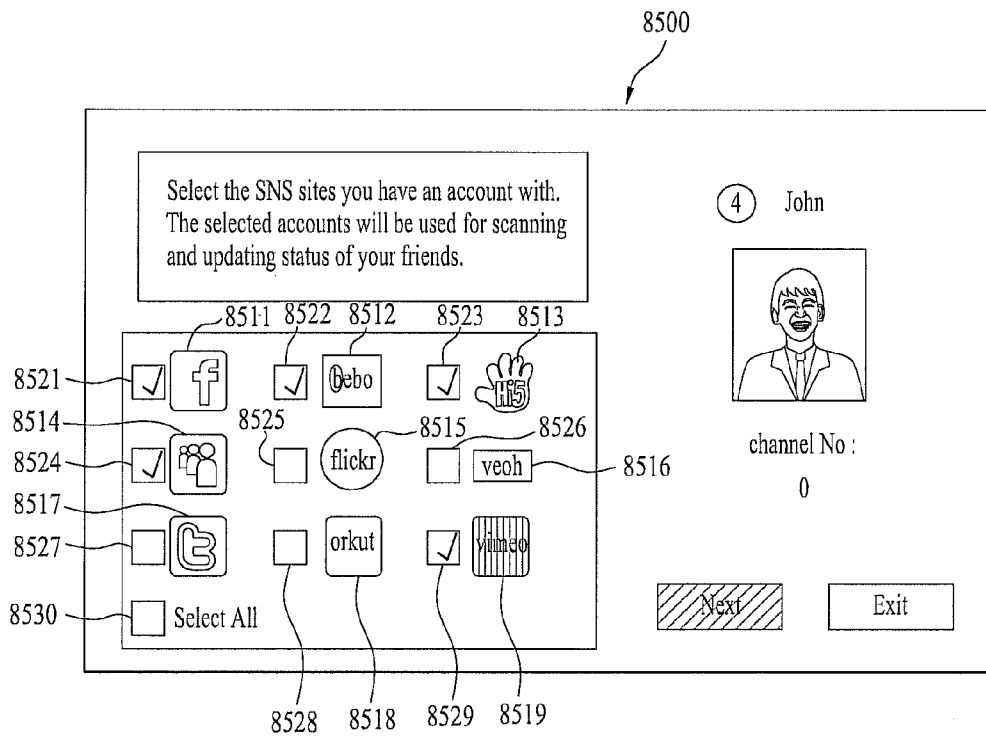 8500
Select the SNS sites you have an account with.
The selected accounts will be used for scanning
and updating status of your friends.
4 John
8511 8522 8512 8523 8513
8521 f bebo Hi5
8514 8525 8515 8526
8524 flickr veoh 8516
channel No :
0
8517
8527 t orkut vimeo
8530 Select All
Next Exit
8528 8518 8529 8519